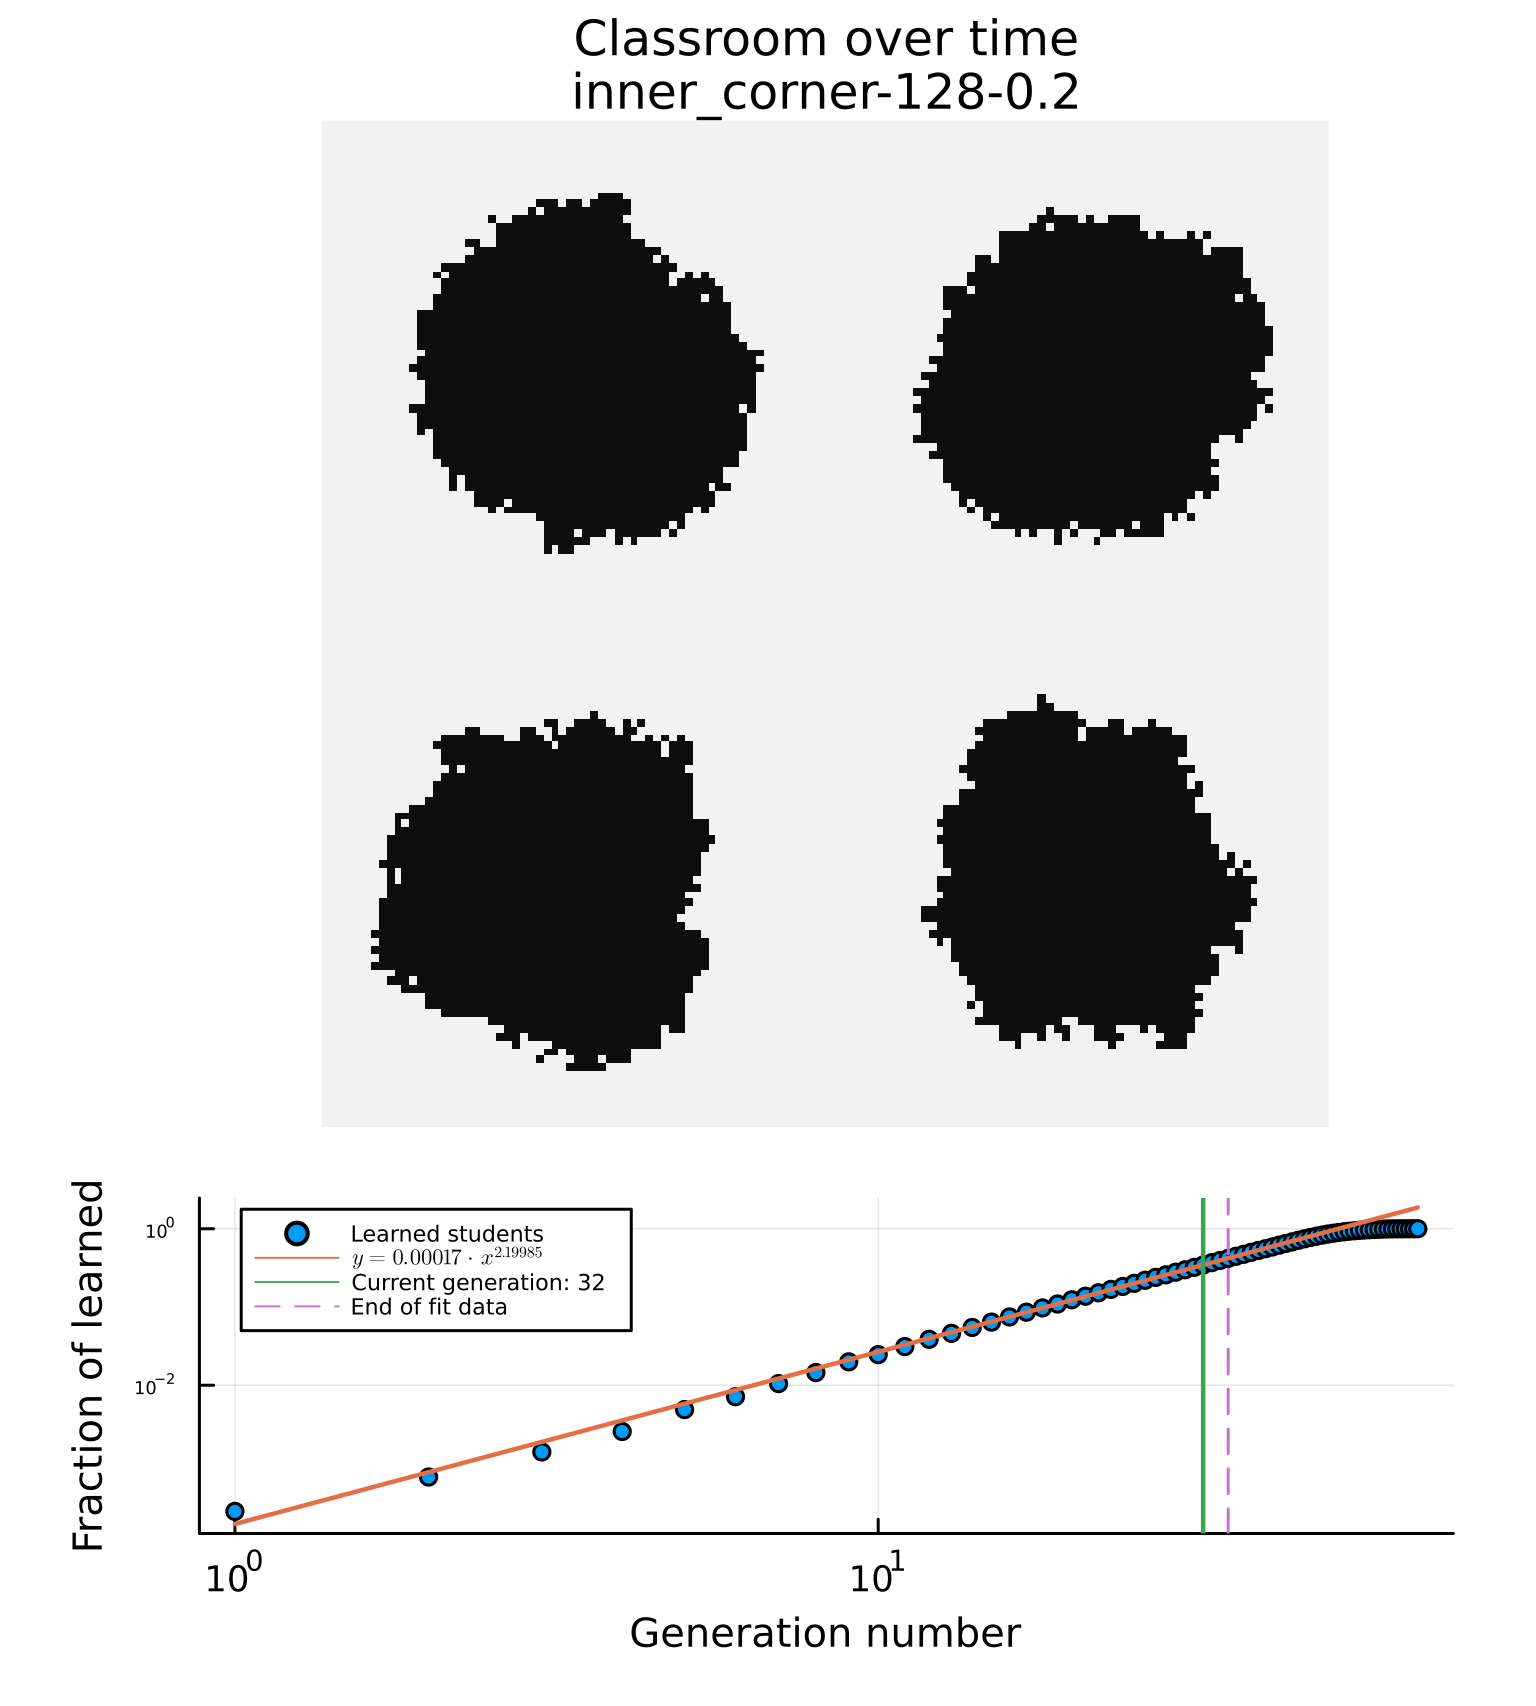 Classroom over time
inner_corner-128-0.2
Fraction of learned
10^0
10^-2
Learned students
y = 0.00017 · x^2.19985
Current generation: 32
End of fit data
10^0
10^1
Generation number